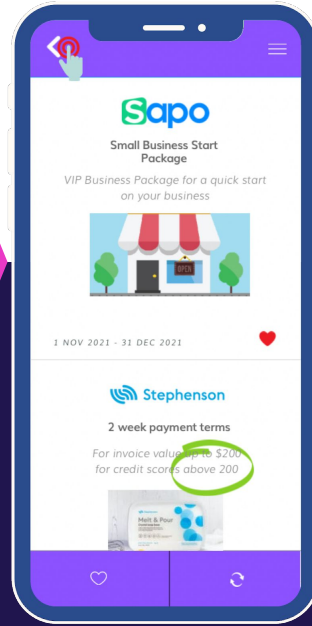 Sapo
Small Business Start
Package
VIP Business Package for a quick start
on your business
OPEN
1 NOV 2021 - 31 DEC 2021
Stephenson
2 week payment terms
For invoice value up to $200
for credit scores above 200
Melt & Pour